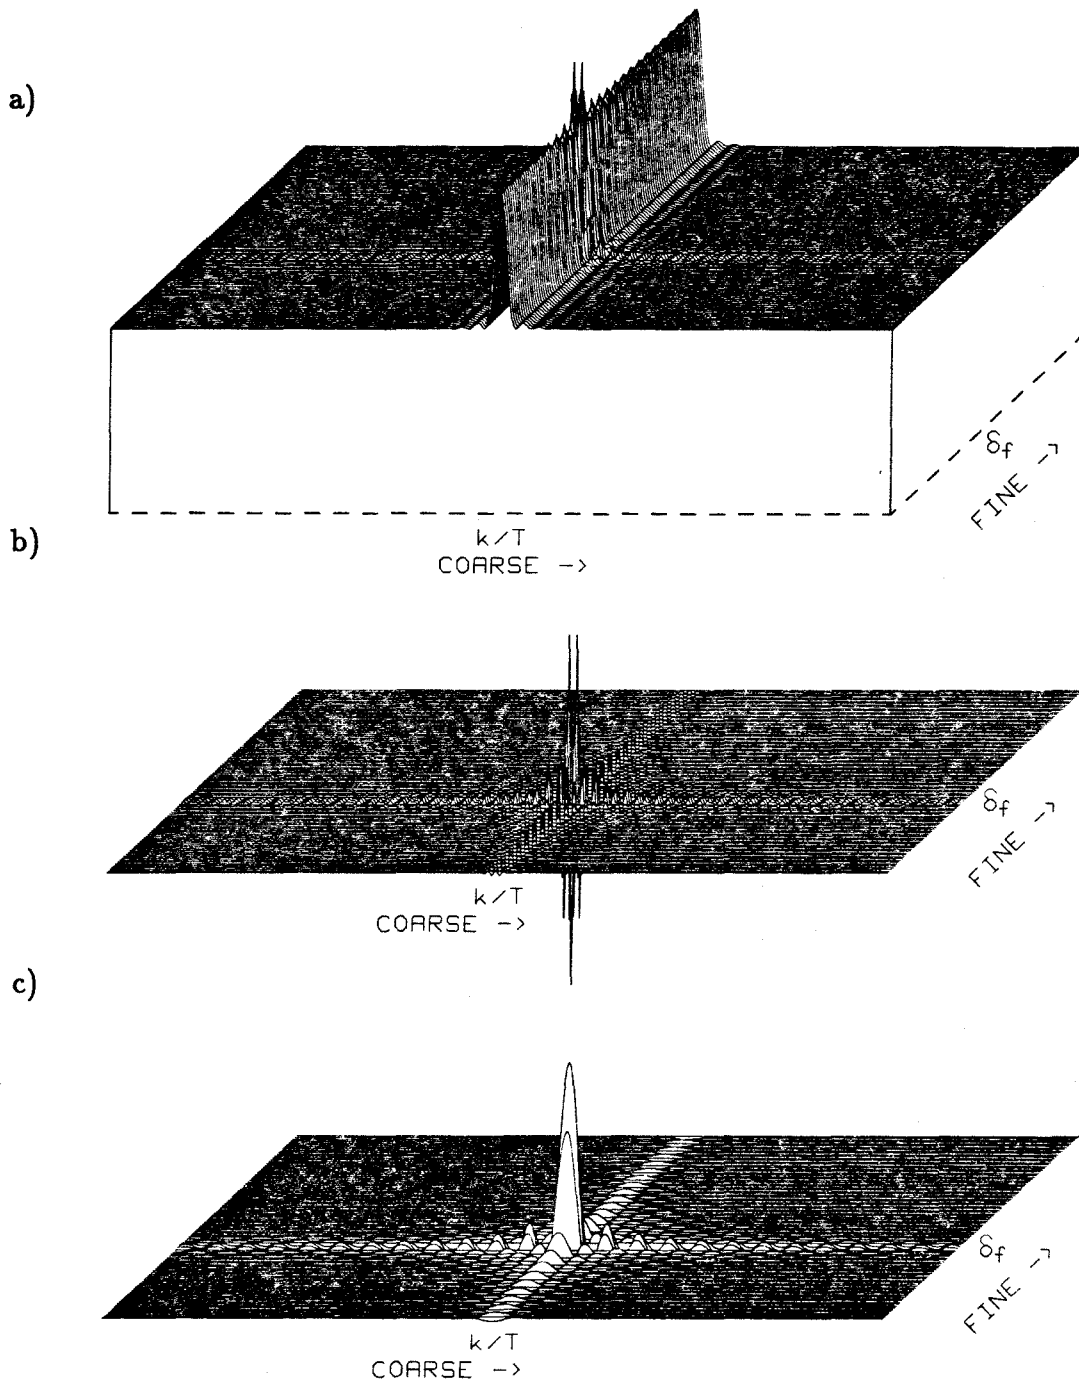 a)
δf
FINE ->
k/T
COARSE ->
b)
δf
FINE ->
k/T
COARSE ->
c)
δf
FINE ->
k/T
COARSE ->